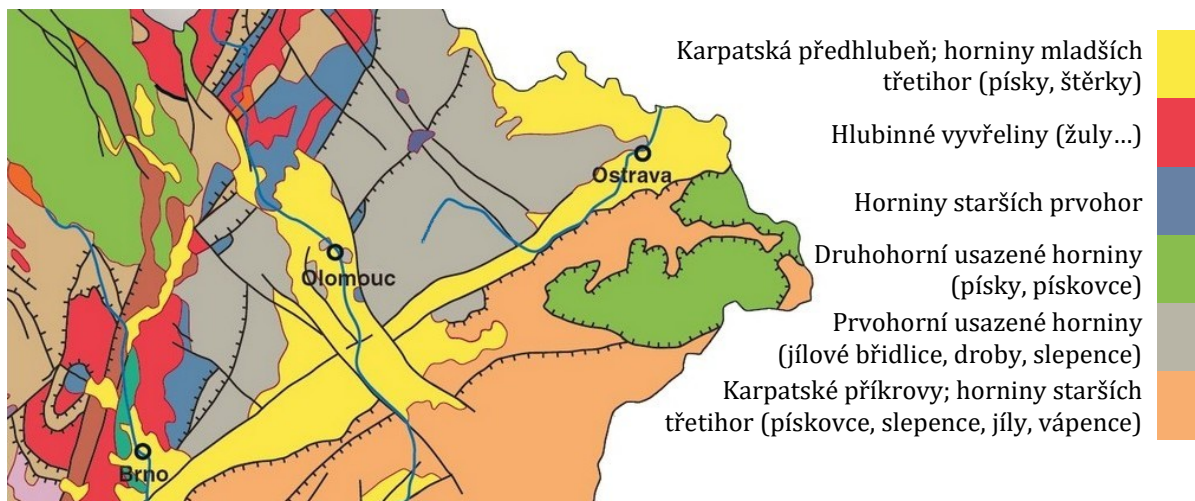 Karpatská předhlubeň; horniny mladších
třetihor (písky, štěrky)
Hlubinné vyvřeliny (žuly…)
Horniny starších prvohor
Druhohorní usazené horniny
(písky, pískovce)
Prvohorní usazené horniny
(jílové břidlice, droby, slepence)
Karpatské příkrovy; horniny starších
třetihor (pískovce, slepence, jíly, vápence)
Ostrava
Olomouc
Brno